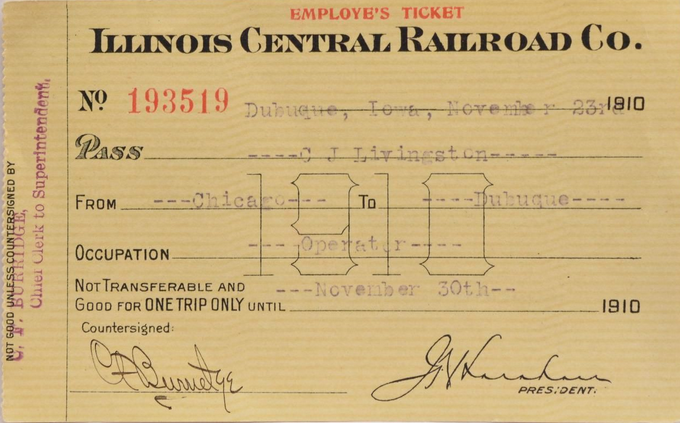 EMPLOYE'S TICKET
ILLINOIS CENTRAL RAILROAD CO.
No 193519 Dubuque, Iowa, November 23rd 1910
PASS ----C J Livingston-----
FROM ---Chicago--- To ----Dubuque----
1910
OCCUPATION ----Operator----
NOT TRANSFERABLE AND
GOOD FOR ONE TRIP ONLY UNTIL ---November 30th-- 1910
Countersigned:
PRESIDENT.
NOT GOOD UNLESS COUNTERSIGNED BY
C. F. BURRIDGE,
Chief Clerk to Superintendent,